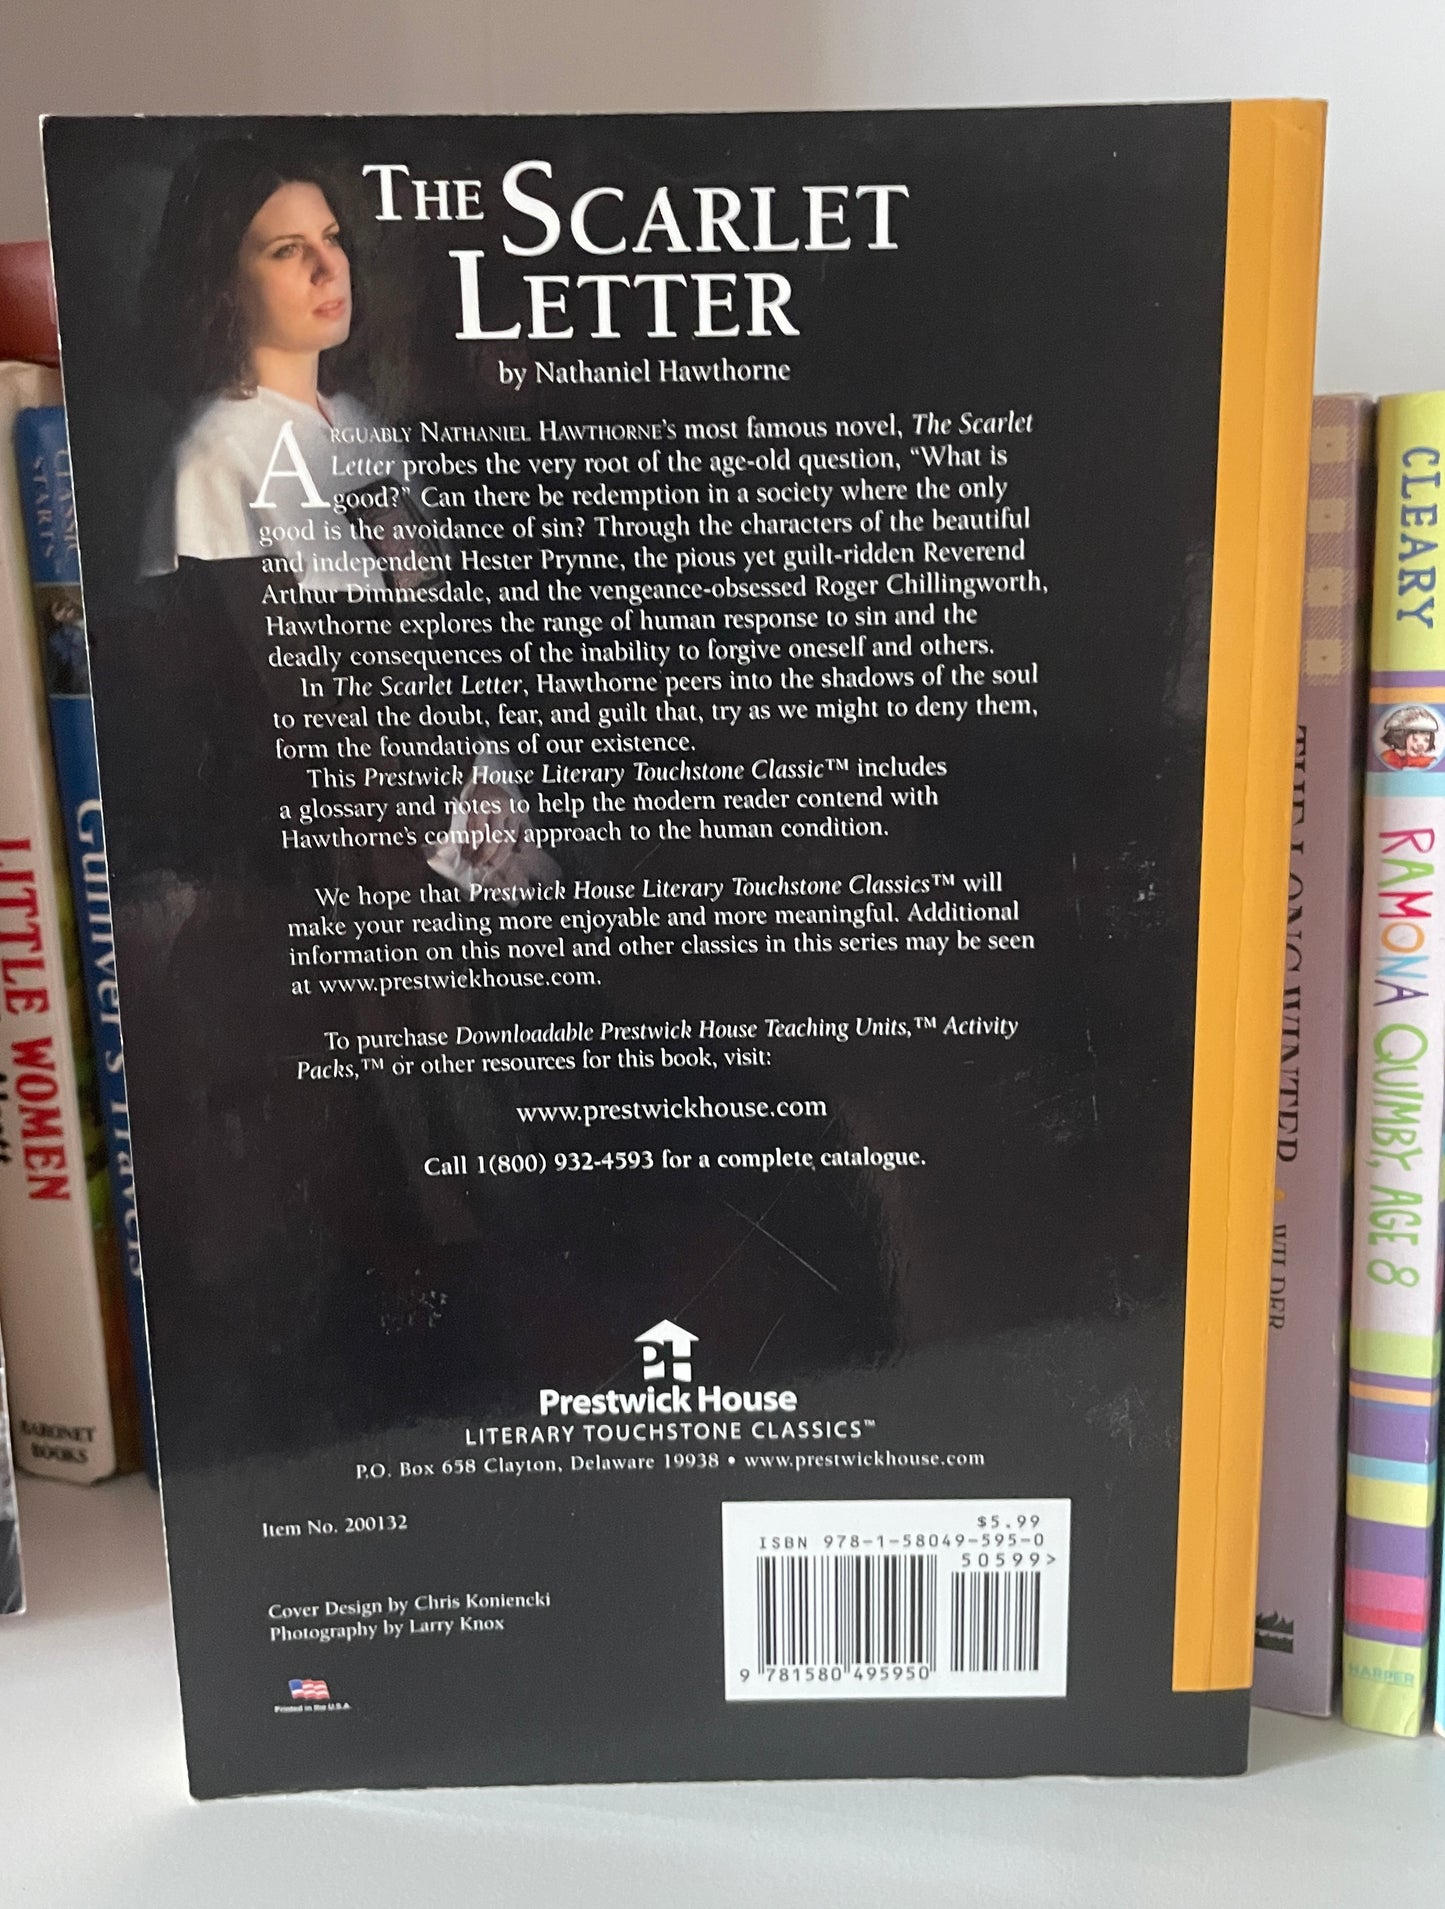 THE SCARLET
LETTER
by Nathaniel Hawthorne
ARGUABLY NATHANIEL HAWTHORNE'S most famous novel, The Scarlet
Letter probes the very root of the age-old question, “What is
good?” Can there be redemption in a society where the only
good is the avoidance of sin? Through the characters of the beautiful
and independent Hester Prynne, the pious yet guilt-ridden Reverend
Arthur Dimmesdale, and the vengeance-obsessed Roger Chillingworth,
Hawthorne explores the range of human response to sin and the
deadly consequences of the inability to forgive oneself and others.
In The Scarlet Letter, Hawthorne peers into the shadows of the soul
to reveal the doubt, fear, and guilt that, try as we might to deny them,
form the foundations of our existence.
This Prestwick House Literary Touchstone Classic™ includes
a glossary and notes to help the modern reader contend with
Hawthorne's complex approach to the human condition.
We hope that Prestwick House Literary Touchstone Classics™ will
make your reading more enjoyable and more meaningful. Additional
information on this novel and other classics in this series may be seen
at www.prestwickhouse.com.
To purchase Downloadable Prestwick House Teaching Units,™ Activity
Packs,™ or other resources for this book, visit:
www.prestwickhouse.com
Call 1(800) 932-4593 for a complete catalogue.
PH
Prestwick House
LITERARY TOUCHSTONE CLASSICS™
P.O. Box 658 Clayton, Delaware 19938 • www.prestwickhouse.com
Item No. 200132
Cover Design by Chris Koniencki
Photography by Larry Knox
Printed in the U.S.A.
$5.99
ISBN 978-1-58049-595-0
50599>
9 781580 495950
LITTLE WOMEN
BARONET
BOOKS
CLASSIC
STARTS
Gulliver's Travels
THE LONG WINTER
WILDER
CLEARY
RAMONA QUIMBY, AGE 8
HARPER